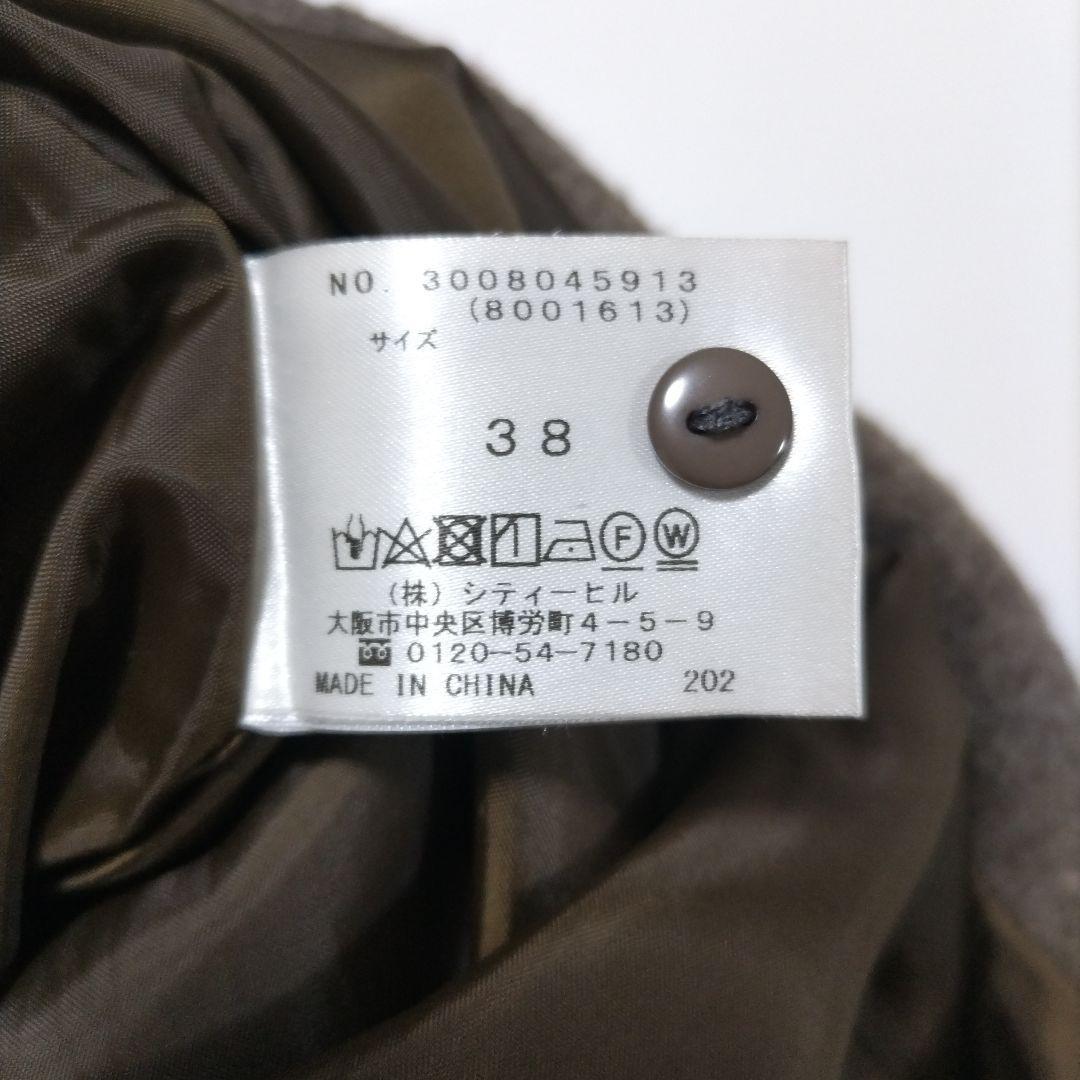 NO. 3008045913
(8001613)
サイズ
38
F W
(株) シティーヒル
大阪市中央区博労町4-5-9
0120-54-7180
MADE IN CHINA 202